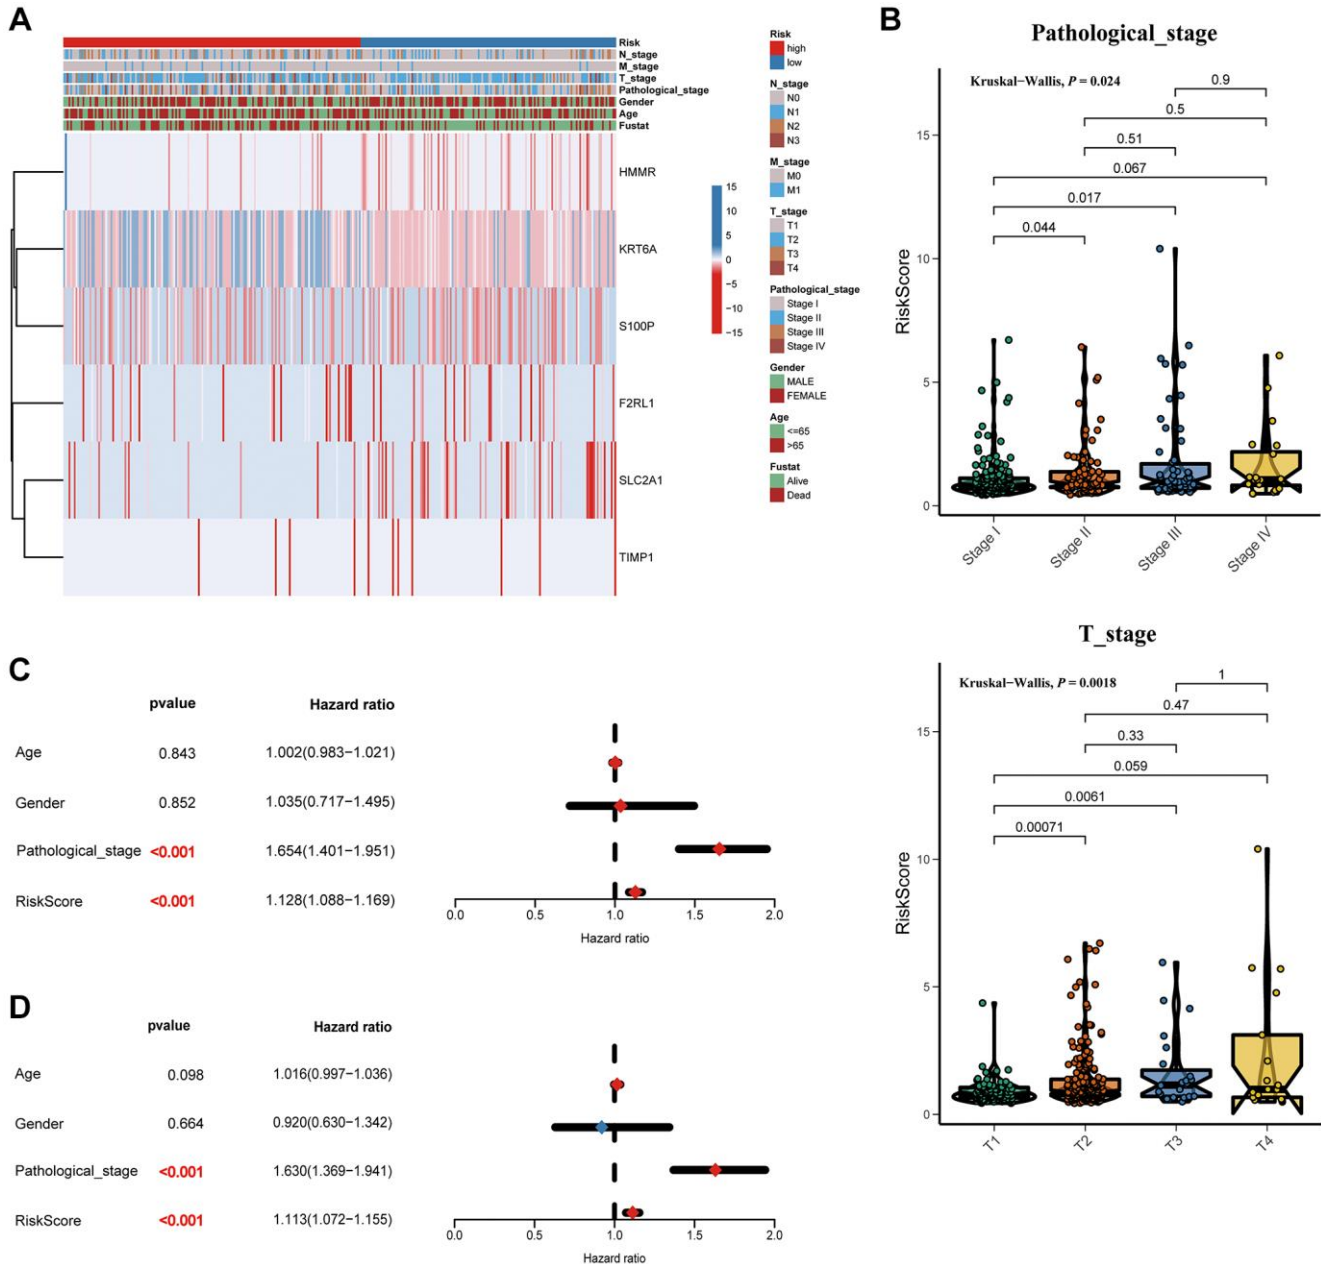 A
Risk
N_stage
M_stage
T_stage
Pathological_stage
Gender
Age
Fustat
HMMR
KRT6A
S100P
F2RL1
SLC2A1
TIMP1
15
10
5
0
−5
−10
−15
Risk
high
low
N_stage
N0
N1
N2
N3
M_stage
M0
M1
T_stage
T1
T2
T3
T4
Pathological_stage
Stage I
Stage II
Stage III
Stage IV
Gender
MALE
FEMALE
Age
<=65
>65
Fustat
Alive
Dead
B
Pathological_stage
Kruskal−Wallis, P = 0.024
0.9
0.5
0.51
0.067
0.017
0.044
RiskScore
15
10
5
0
Stage I
Stage II
Stage III
Stage IV
T_stage
Kruskal−Wallis, P = 0.0018
1
0.47
0.33
0.059
0.0061
0.00071
RiskScore
15
10
5
0
T1
T2
T3
T4
C
pvalue Hazard ratio
Age 0.843 1.002(0.983−1.021)
Gender 0.852 1.035(0.717−1.495)
Pathological_stage <0.001 1.654(1.401−1.951)
RiskScore <0.001 1.128(1.088−1.169)
0.0 0.5 1.0 1.5 2.0
Hazard ratio
D
pvalue Hazard ratio
Age 0.098 1.016(0.997−1.036)
Gender 0.664 0.920(0.630−1.342)
Pathological_stage <0.001 1.630(1.369−1.941)
RiskScore <0.001 1.113(1.072−1.155)
0.0 0.5 1.0 1.5 2.0
Hazard ratio